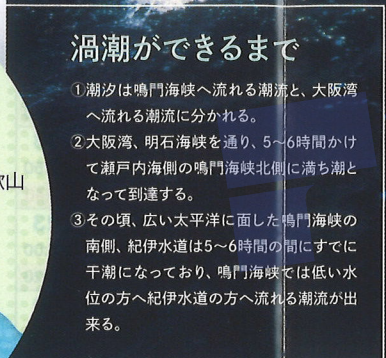 渦潮ができるまで
①潮汐は鳴門海峡へ流れる潮流と、大阪湾
へ流れる潮流に分かれる。
②大阪湾、明石海峡を通り、5〜6時間かけ
て瀬戸内海側の鳴門海峡北側に満ち潮と
なって到達する。
③その頃、広い太平洋に面した鳴門海峡の
南側、紀伊水道は5〜6時間の間にすでに
干潮になっており、鳴門海峡では低い水
位の方へ紀伊水道の方へ流れる潮流が出
来る。
山